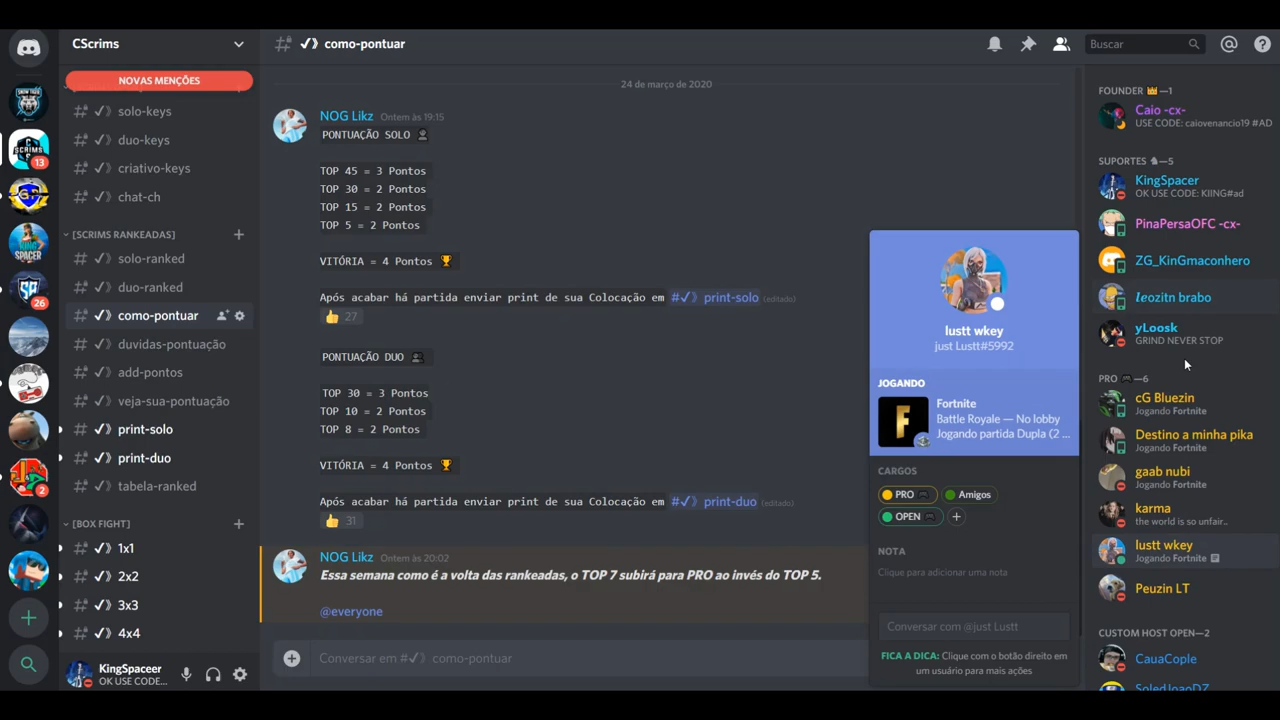 CScrims
NOVAS MENÇÕES
solo-keys
duo-keys
criativo-keys
chat-ch
[SCRIMS RANKEADAS]
solo-ranked
duo-ranked
como-pontuar
duvidas-pontuação
add-pontos
veja-sua-pontuação
print-solo
print-duo
tabela-ranked
[BOX FIGHT]
1x1
2x2
3x3
4x4
13
26
2
KingSpaceer
OK USE CODE...
como-pontuar
Buscar
24 de março de 2020
NOG Likz Ontem às 19:15
PONTUAÇÃO SOLO
TOP 45 = 3 Pontos
TOP 30 = 2 Pontos
TOP 15 = 2 Pontos
TOP 5 = 2 Pontos
VITÓRIA = 4 Pontos
Após acabar há partida enviar print de sua Colocação em #✓》print-solo (editado)
27
PONTUAÇÃO DUO
TOP 30 = 3 Pontos
TOP 10 = 2 Pontos
TOP 8 = 2 Pontos
VITÓRIA = 4 Pontos
Após acabar há partida enviar print de sua Colocação em #✓》print-duo (editado)
31
NOG Likz Ontem às 20:02
Essa semana como é a volta das rankeadas, o TOP 7 subirá para PRO ao invés do TOP 5.
@everyone
Conversar em #✓》como-pontuar
lustt wkey
just Lustt#5992
JOGANDO
Fortnite
Battle Royale — No lobby
Jogando partida Dupla (2 ...
CARGOS
PRO
Amigos
OPEN
NOTA
Clique para adicionar uma nota
Conversar com @just Lustt
FICA A DICA: Clique com o botão direito em
um usuário para mais ações
FOUNDER —1
Caio -cx-
USE CODE: caiovenancio19 #AD
SUPORTES —5
KingSpacer
OK USE CODE: KIING#ad
PinaPersaOFC -cx-
ZG_KinGmaconhero
leozitn brabo
yLoosk
GRIND NEVER STOP
PRO —6
cG Bluezin
Jogando Fortnite
Destino a minha pika
Jogando Fortnite
gaab nubi
Jogando Fortnite
karma
the world is so unfair..
lustt wkey
Jogando Fortnite
Peuzin LT
CUSTOM HOST OPEN—2
CauaCople
SoledJoaoDZ